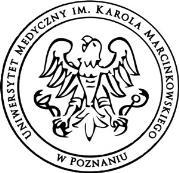 UNIWERSYTET MEDYCZNY IM. KAROLA MARCINKOWSKIEGO
W POZNANIU